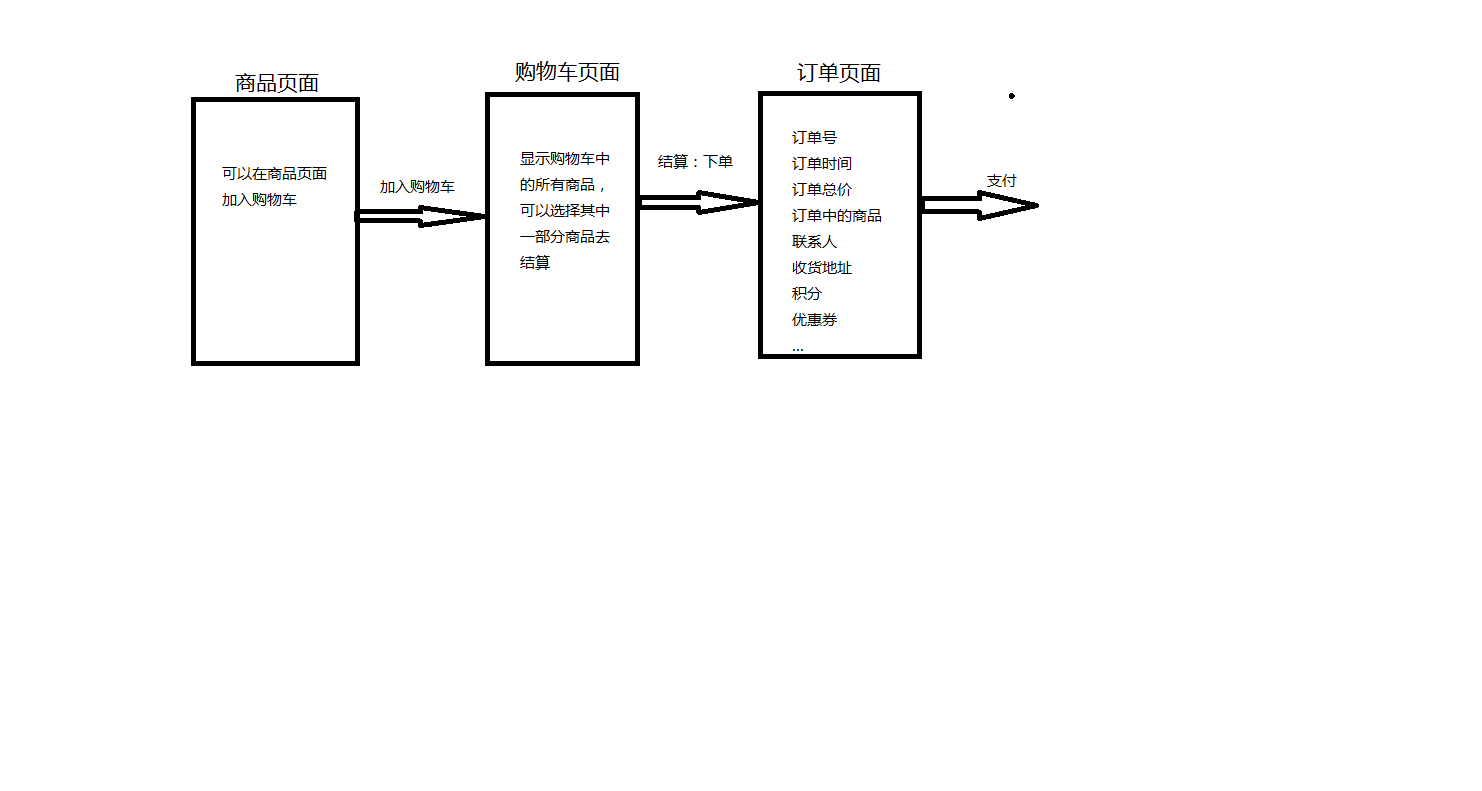 商品页面
可以在商品页面
加入购物车
加入购物车
购物车页面
显示购物车中
的所有商品，
可以选择其中
一部分商品去
结算
结算：下单
订单页面
订单号
订单时间
订单总价
订单中的商品
联系人
收货地址
积分
优惠券
...
支付